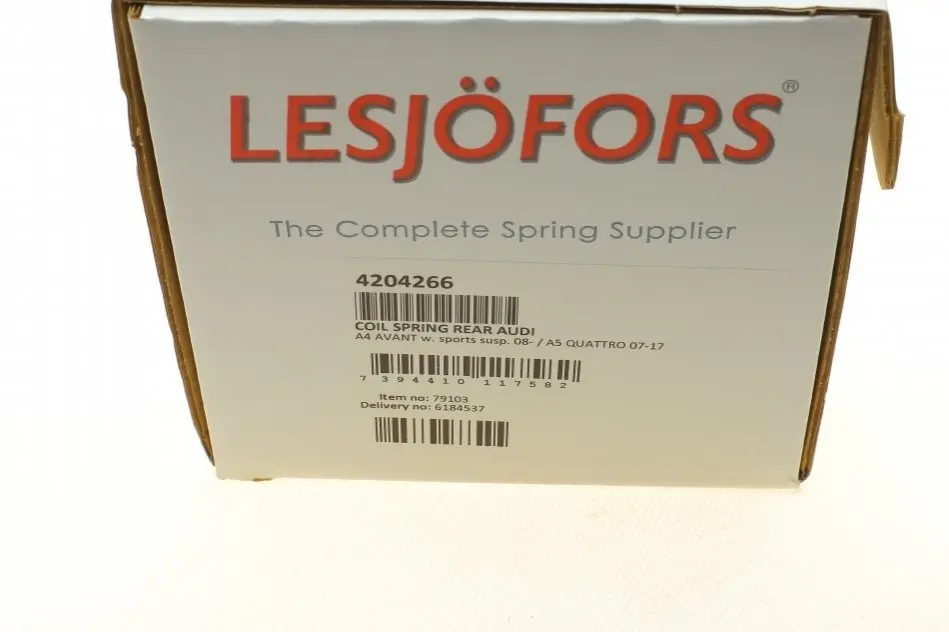 LESJÖFORS®
The Complete Spring Supplier
4204266
COIL SPRING REAR AUDI
A4 AVANT w. sports susp. 08- / A5 QUATTRO 07-17
7 394410 117582
Item no: 79103
Delivery no: 6184537